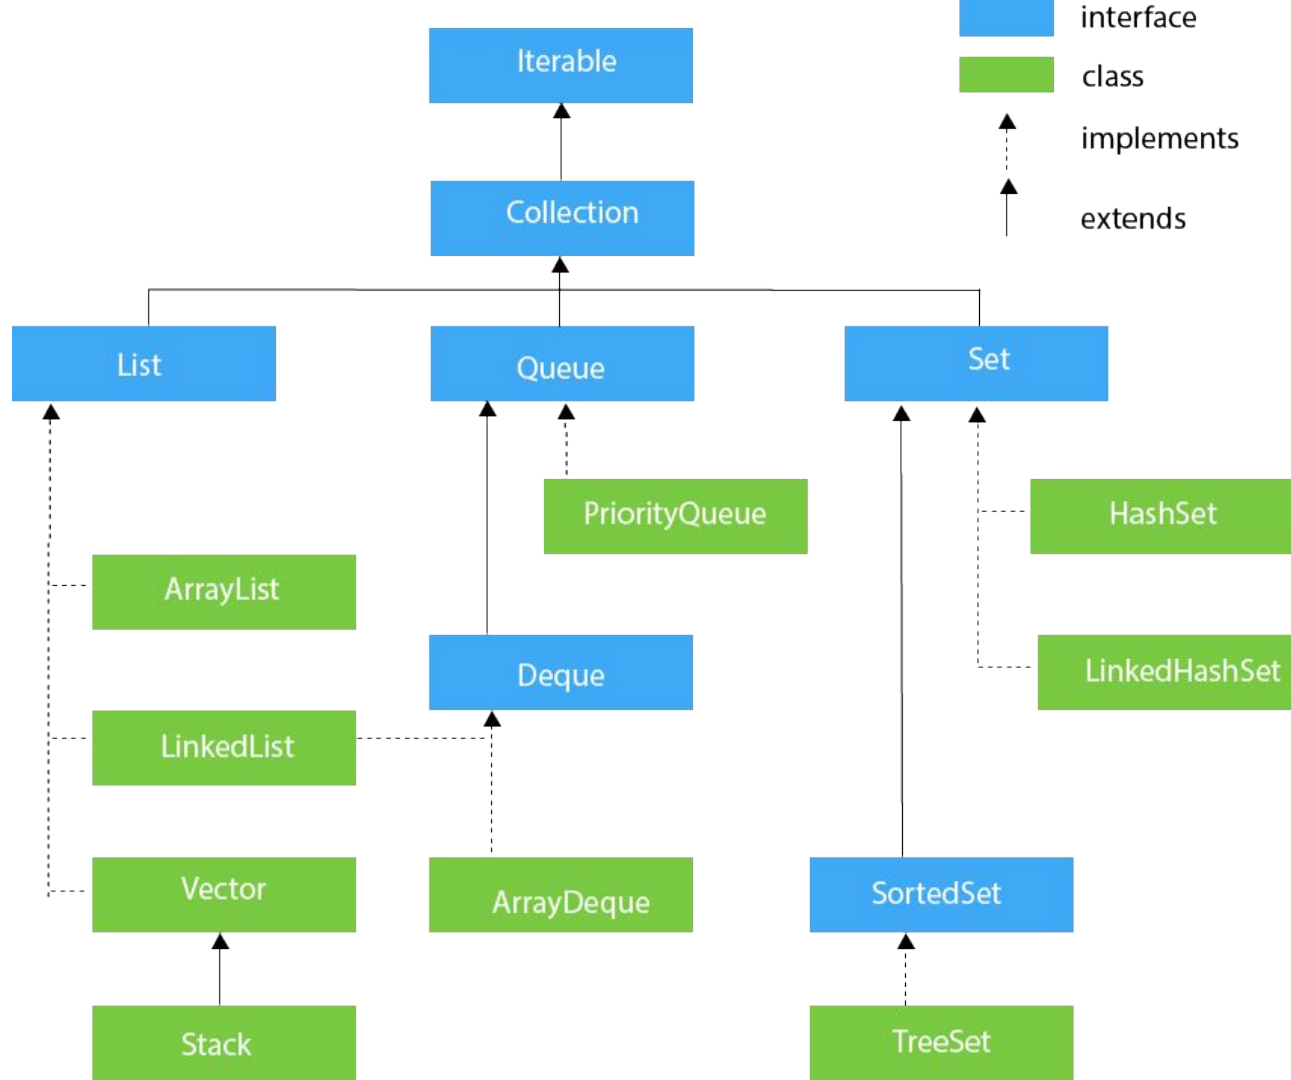 interface
Iterable
class
implements
Collection
extends
List
Queue
Set
PriorityQueue
HashSet
ArrayList
Deque
LinkedHashSet
LinkedList
Vector
ArrayDeque
SortedSet
Stack
TreeSet